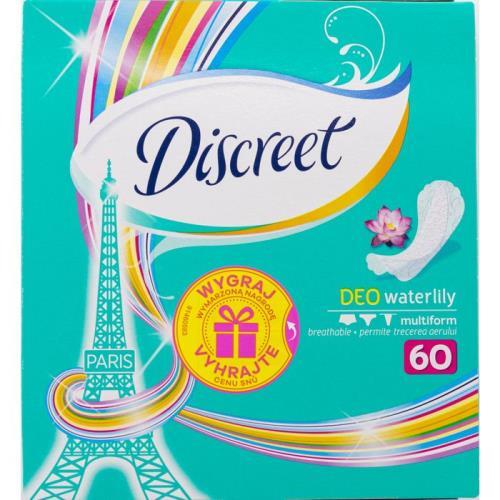 Discreet
WYGRAJ
WYMARZONĄ NAGRODĘ
VYHRAJTE
CENU SNŮ
PARIS
DEO waterlily
multiform
breathable • permite trecerea aerului
60